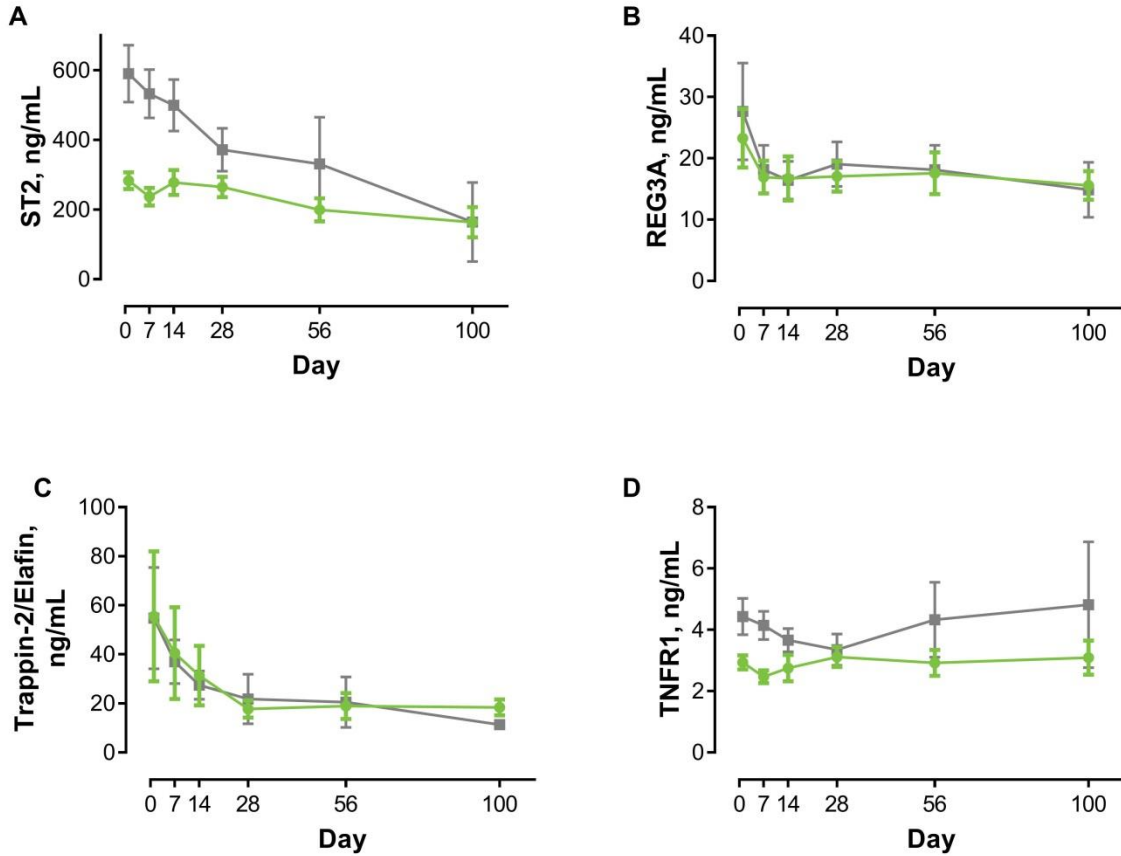 A
ST2, ng/mL
600
400
200
0
0 7 14 28 56 100
Day
B
REG3A, ng/mL
40
30
20
10
0
0 7 14 28 56 100
Day
C
Trappin-2/Elafin,
ng/mL
100
80
60
40
20
0
0 7 14 28 56 100
Day
D
TNFR1, ng/mL
8
6
4
2
0
0 7 14 28 56 100
Day